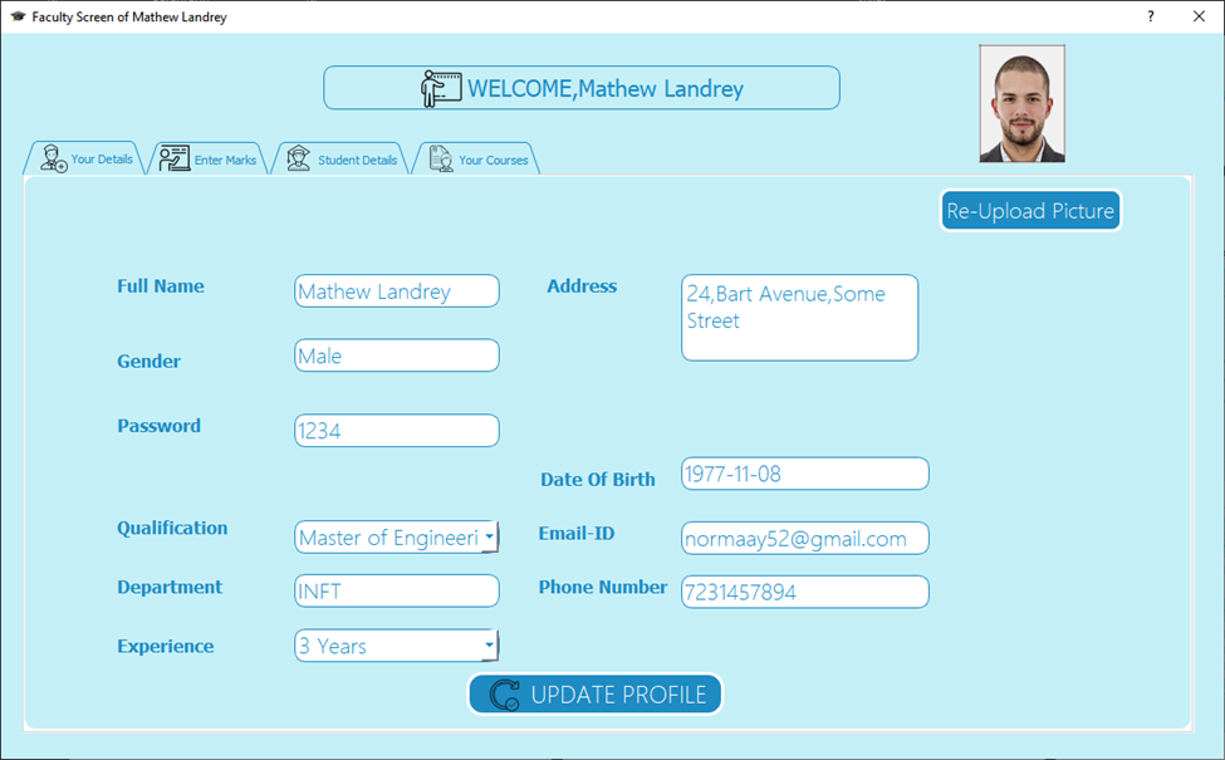 Faculty Screen of Mathew Landrey
?
WELCOME,Mathew Landrey
Your Details
Enter Marks
Student Details
Your Courses
Re-Upload Picture
Full Name
Mathew Landrey
Address
24,Bart Avenue,Some
Street
Gender
Male
Password
1234
Date Of Birth
1977-11-08
Qualification
Master of Engineeri
Email-ID
normaay52@gmail.com
Department
INFT
Phone Number
7231457894
Experience
3 Years
UPDATE PROFILE